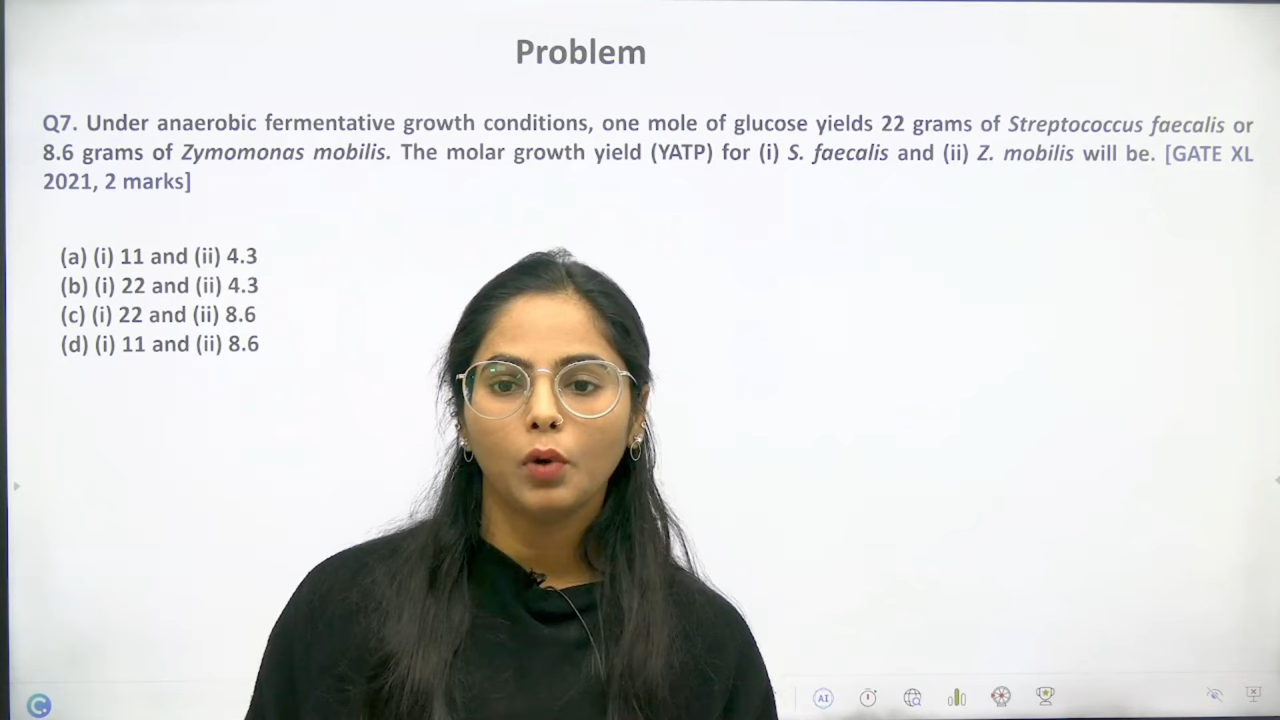 Problem
Q7. Under anaerobic fermentative growth conditions, one mole of glucose yields 22 grams of Streptococcus faecalis or
8.6 grams of Zymomonas mobilis. The molar growth yield (YATP) for (i) S. faecalis and (ii) Z. mobilis will be. [GATE XL
2021, 2 marks]
(a) (i) 11 and (ii) 4.3
(b) (i) 22 and (ii) 4.3
(c) (i) 22 and (ii) 8.6
(d) (i) 11 and (ii) 8.6
AI